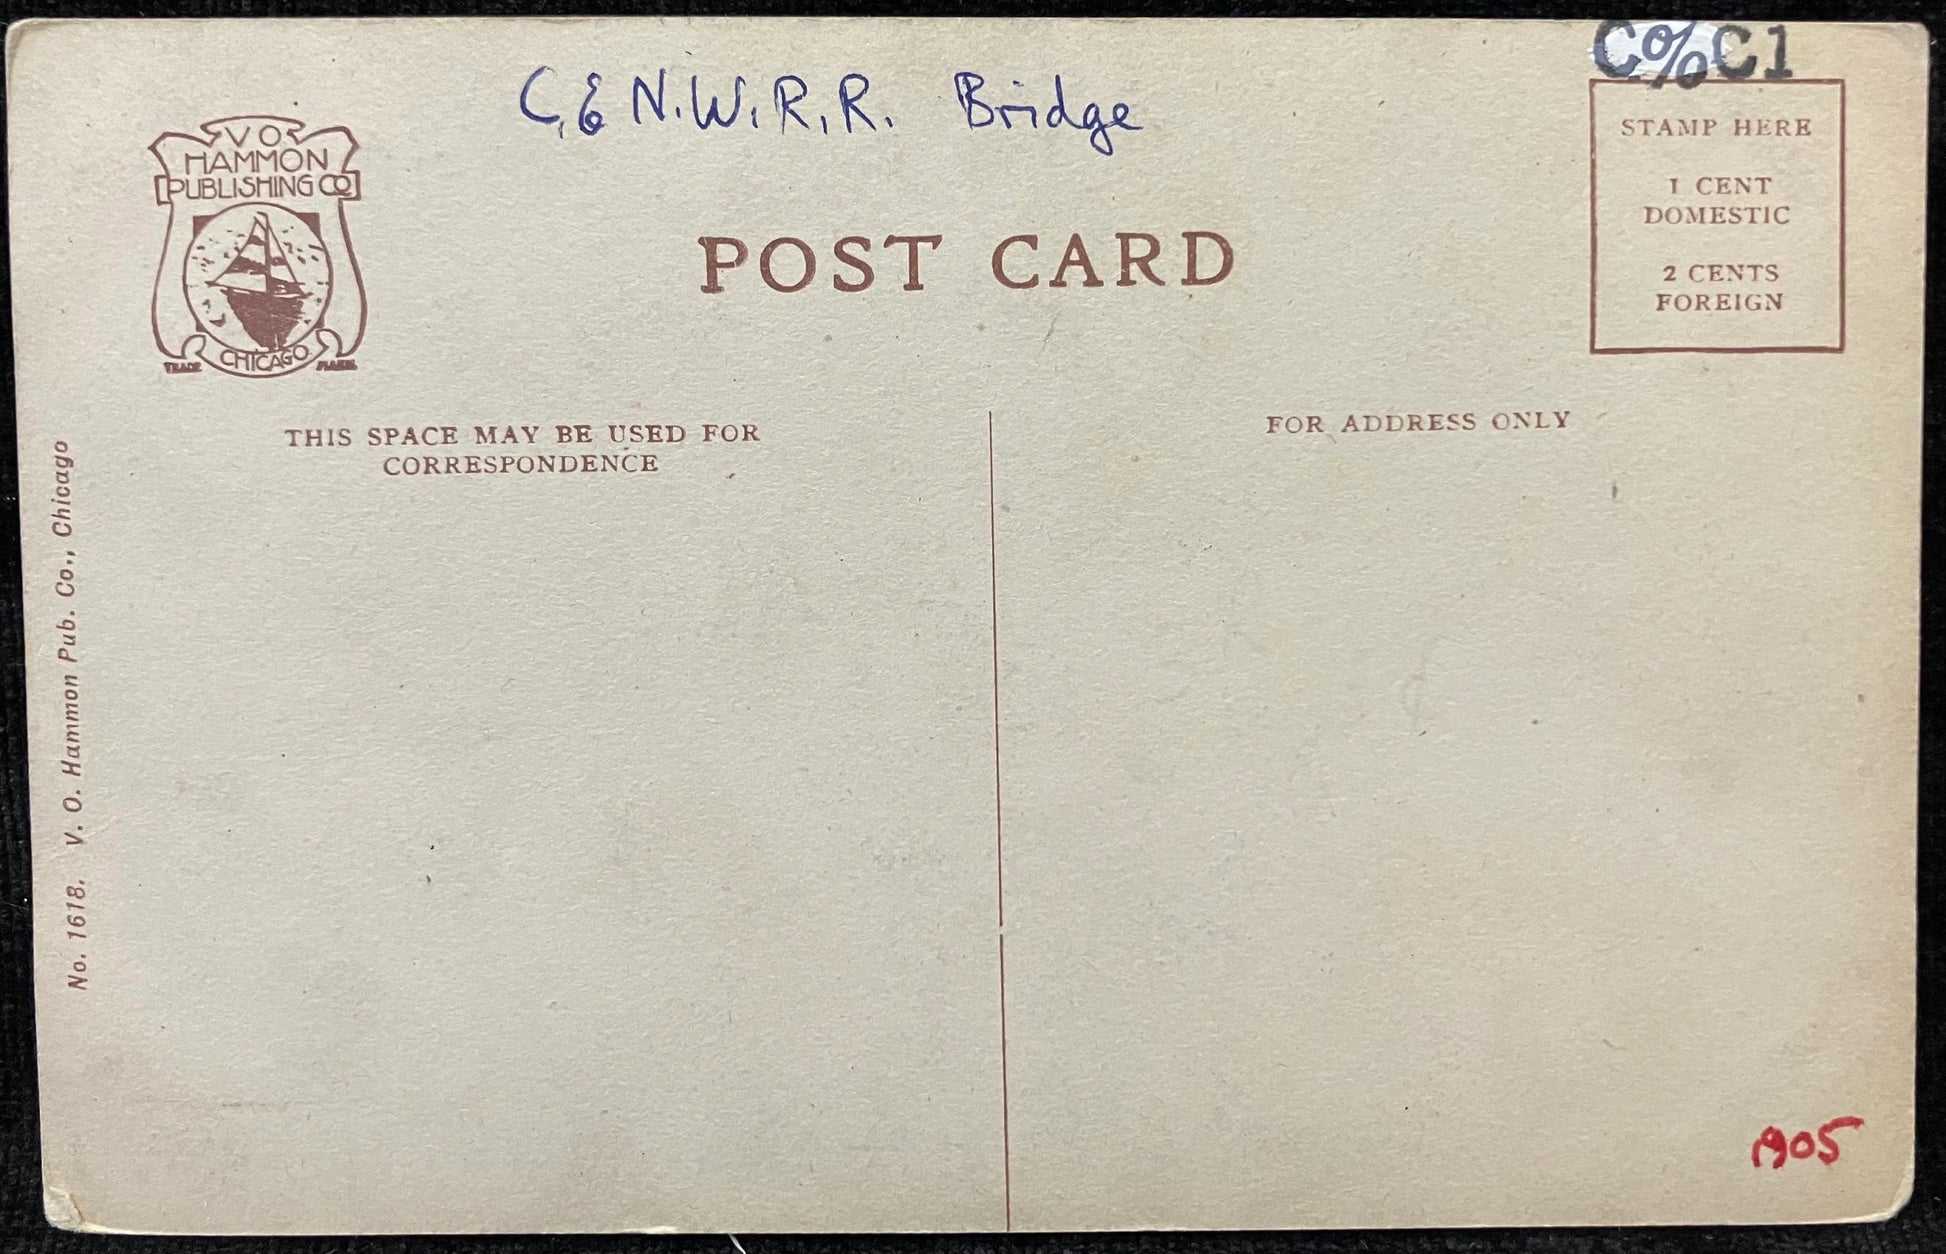 C%C1
C. & N.W.R.R. Bridge
VO
HAMMON
PUBLISHING CO
CHICAGO
TRADE MARK
POST CARD
STAMP HERE
1 CENT
DOMESTIC
2 CENTS
FOREIGN
THIS SPACE MAY BE USED FOR
CORRESPONDENCE
FOR ADDRESS ONLY
No. 1618. V. O. Hammon Pub. Co., Chicago
1905